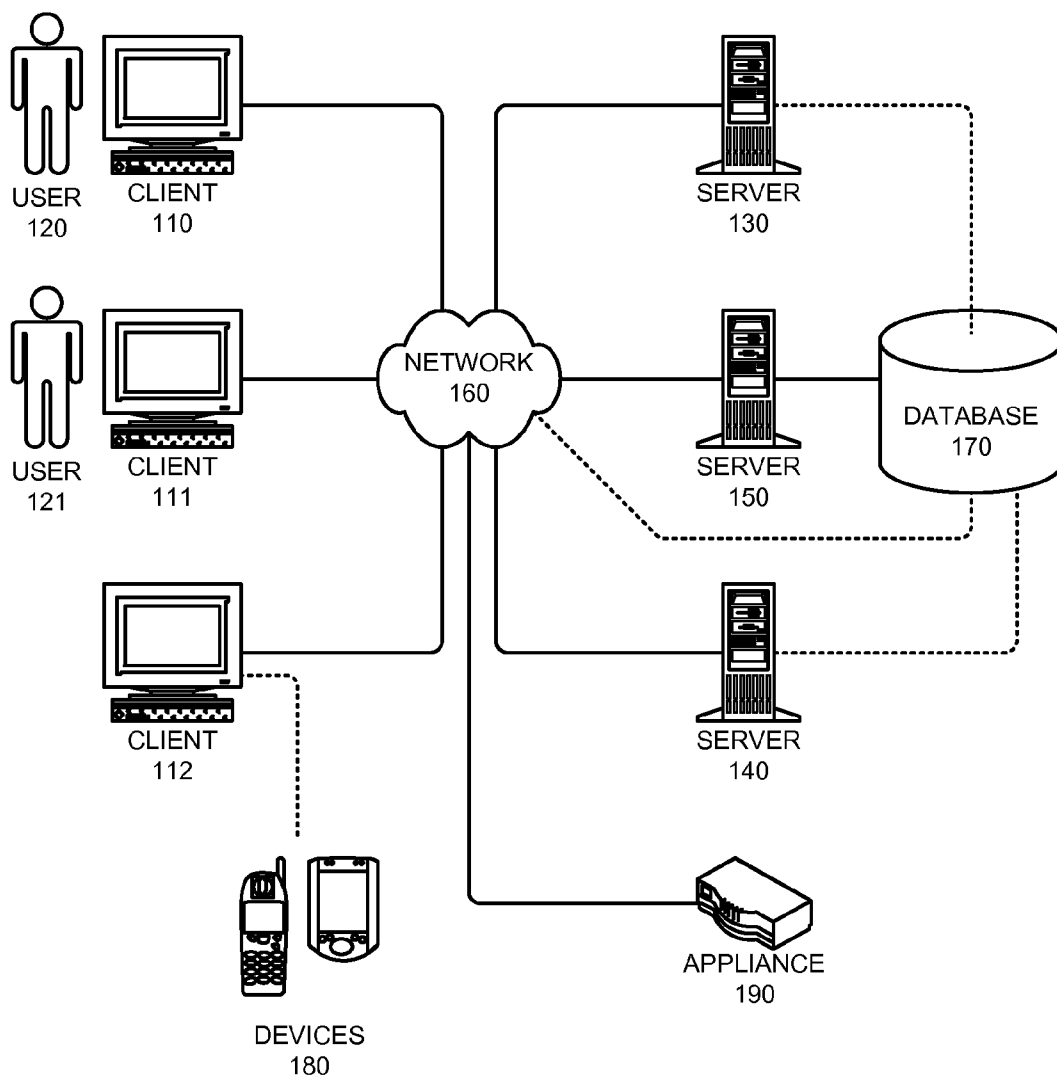 USER
120
CLIENT
110
SERVER
130
USER
121
CLIENT
111
NETWORK
160
SERVER
150
DATABASE
170
CLIENT
112
SERVER
140
DEVICES
180
APPLIANCE
190